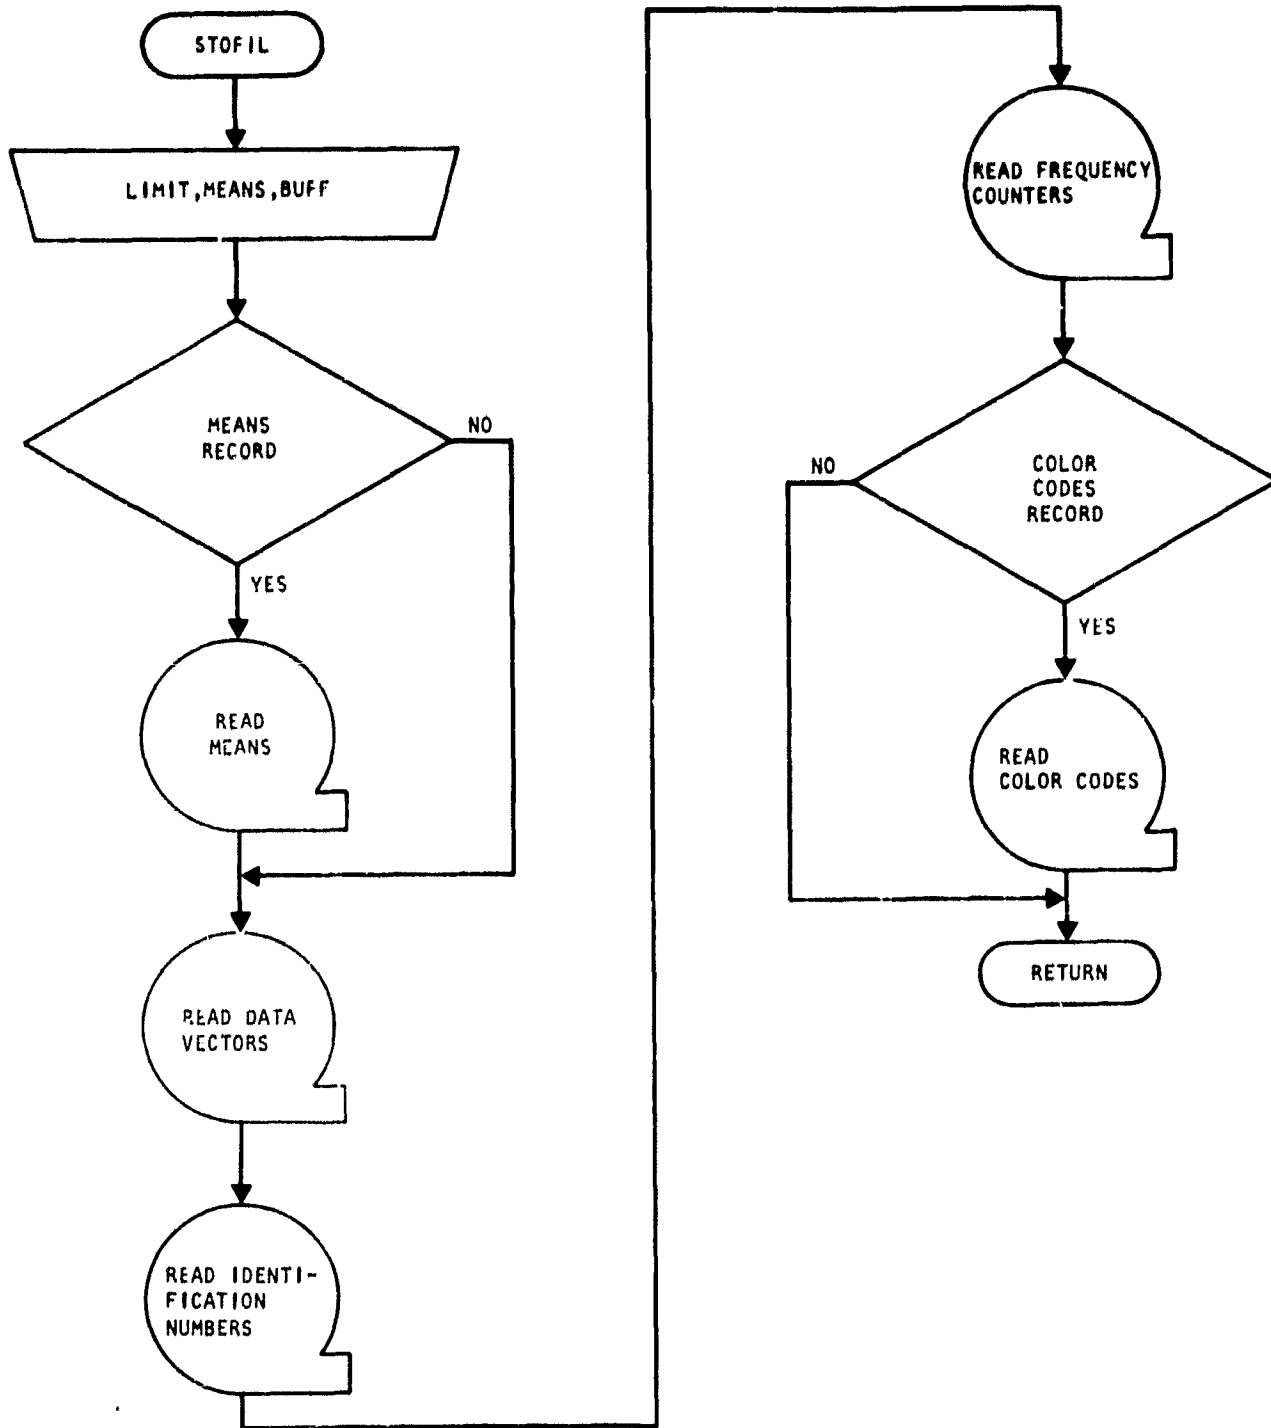 STOFIL
LIMIT,MEANS,BUFF
MEANS
RECORD
NO
YES
READ
MEANS
READ DATA
VECTORS
READ IDENTI-
FICATION
NUMBERS
READ FREQUENCY
COUNTERS
COLOR
CODES
RECORD
NO
YES
READ
COLOR CODES
RETURN